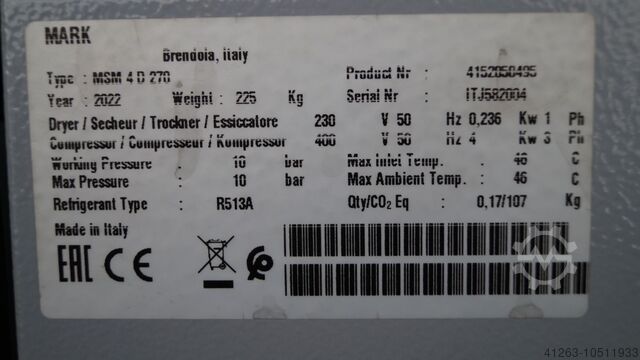 MARK
Brendola, Italy
Type : MSM 4 D 270 Product Nr : 4152050495
Year : 2022 Weight : 225 Kg Serial Nr : ITJ582004
Dryer / Secheur / Trockner / Essiccatore 230 V 50 Hz 0,236 Kw 1 Ph
Compressor / Compresseur / Kompressor 400 V 50 Hz 4 Kw 3 Ph
Working Pressure : 10 bar Max Inlet Temp. : 46 C
Max Pressure : 10 bar Max Ambient Temp. : 46 C
Refrigerant Type : R513A Qty/CO2 Eq : 0,17/107 Kg
Made in Italy
EAC CE
41263-10511933